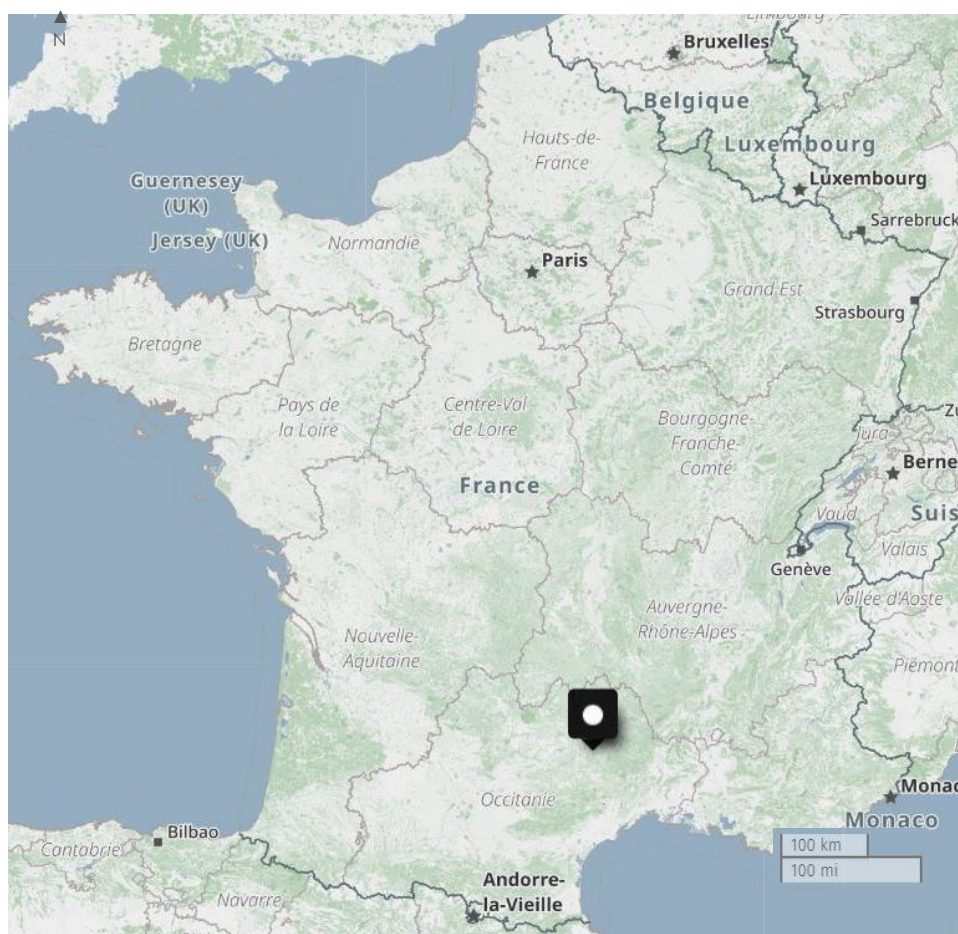 N
Bruxelles
Belgique
Hauts-de-
France
Luxembourg
Luxembourg
Guernesey
(UK)
Sarrebruck
Jersey (UK)
Normandie
Paris
Grand Est
Strasbourg
Bretagne
Pays de
la Loire
Centre-Val
de Loire
Bourgogne-
Franche-
Comté
Jura
Berne
France
Vaud
Suis
Valais
Genève
Vallée d'Aoste
Auvergne-
Rhône-Alpes
Nouvelle-
Aquitaine
Piémont
Occitanie
Monac
Monaco
Bilbao
Cantabrie
100 km
100 mi
Andorre-
la-Vieille
Navarre